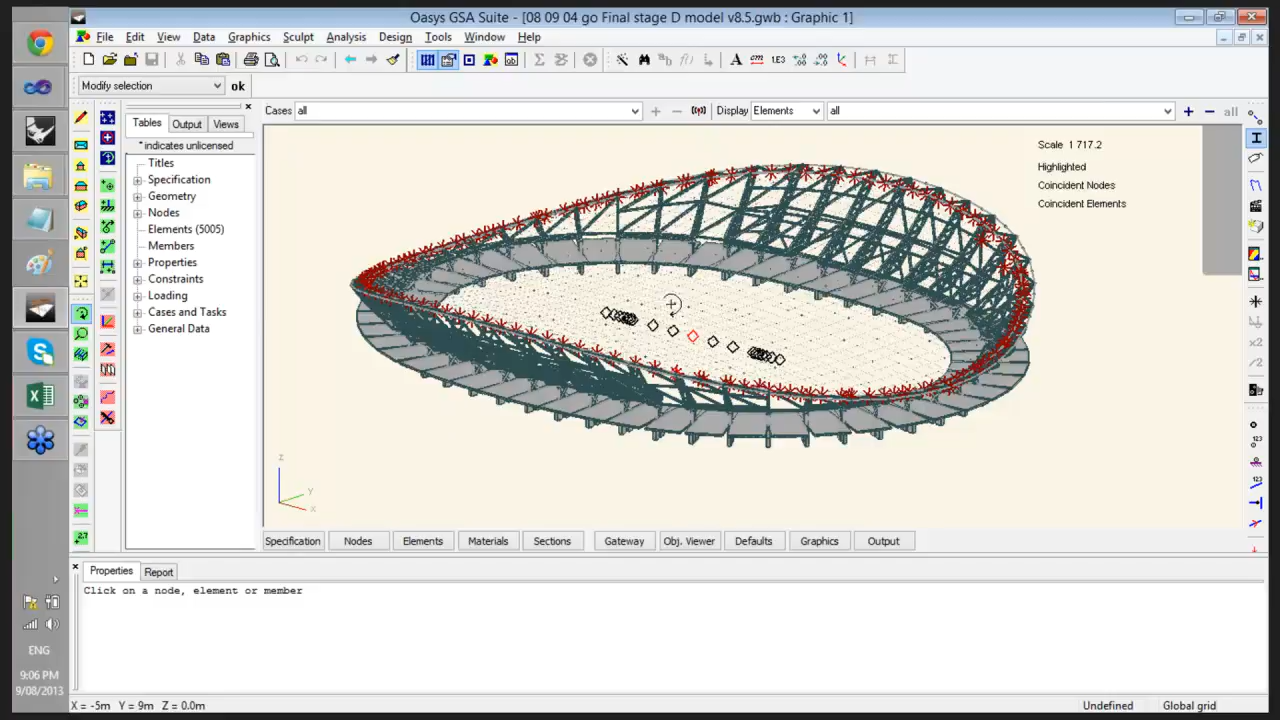 Oasys GSA Suite - [08 09 04 go Final stage D model v8.5.gwb : Graphic 1]
File Edit View Data Graphics Sculpt Analysis Design Tools Window Help
Modify selection ok
Cases all Display Elements all all
Tables Output Views
* indicates unlicensed
Titles
Specification
Geometry
Nodes
Elements (5005)
Members
Properties
Constraints
Loading
Cases and Tasks
General Data
Scale 1 717.2
Highlighted
Coincident Nodes
Coincident Elements
z
y
x
Specification Nodes Elements Materials Sections Gateway Obj. Viewer Defaults Graphics Output
Properties Report
Click on a node, element or member
ENG
9:06 PM
9/08/2013
X = -5m Y = 9m Z = 0.0m
Undefined Global grid